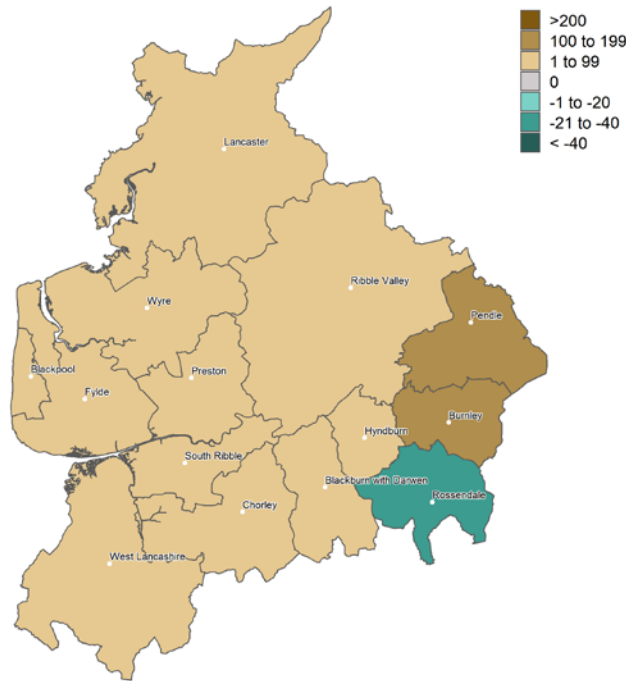 >200
100 to 199
1 to 99
0
-1 to -20
-21 to -40
< -40
Lancaster
Ribble Valley
Wyre
Pendle
Blackpool
Preston
Fylde
Burnley
Hyndburn
South Ribble
Blackburn with Darwen
Rossendale
Chorley
West Lancashire